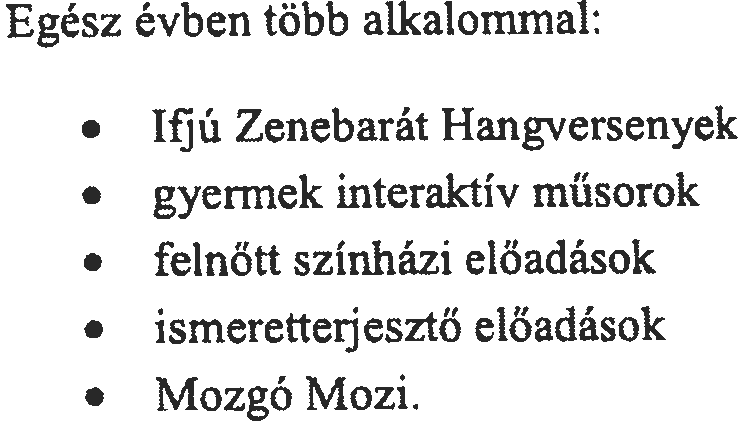 Egész évben több alkalommal:
• Ifjú Zenebarát Hangversenyek
• gyermek interaktív műsorok
• felnőtt színházi előadások
• ismeretterjesztő előadások
• Mozgó Mozi.